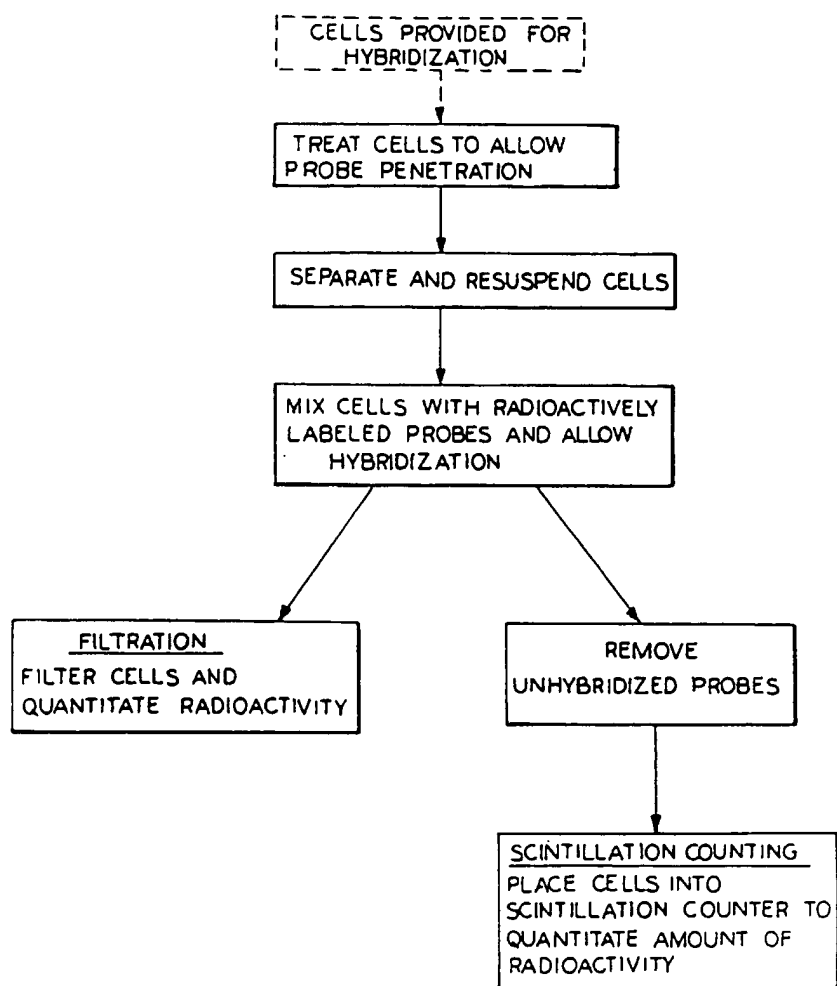 CELLS PROVIDED FOR
HYBRIDIZATION
TREAT CELLS TO ALLOW
PROBE PENETRATION
SEPARATE AND RESUSPEND CELLS
MIX CELLS WITH RADIOACTIVELY
LABELED PROBES AND ALLOW
HYBRIDIZATION
FILTRATION
FILTER CELLS AND
QUANTITATE RADIOACTIVITY
REMOVE
UNHYBRIDIZED PROBES
SCINTILLATION COUNTING
PLACE CELLS INTO
SCINTILLATION COUNTER TO
QUANTITATE AMOUNT OF
RADIOACTIVITY